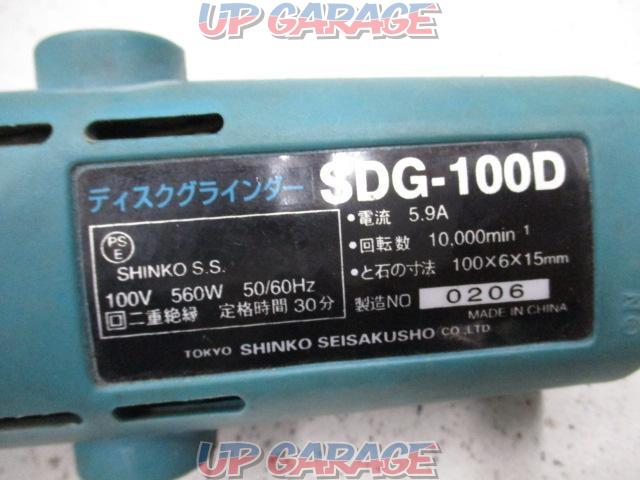 UP GARAGE
ディスクグラインダー SDG-100D
PS
E
SHINKO S.S.
100V 560W 50/60Hz
二重絶縁 定格時間 30分
・電流 5.9A
・回転数 10,000min⁻¹
・と石の寸法 100×6×15mm
製造NO 0206
MADE IN CHINA
TOKYO SHINKO SEISAKUSHO CO.,LTD
UP GARAGE